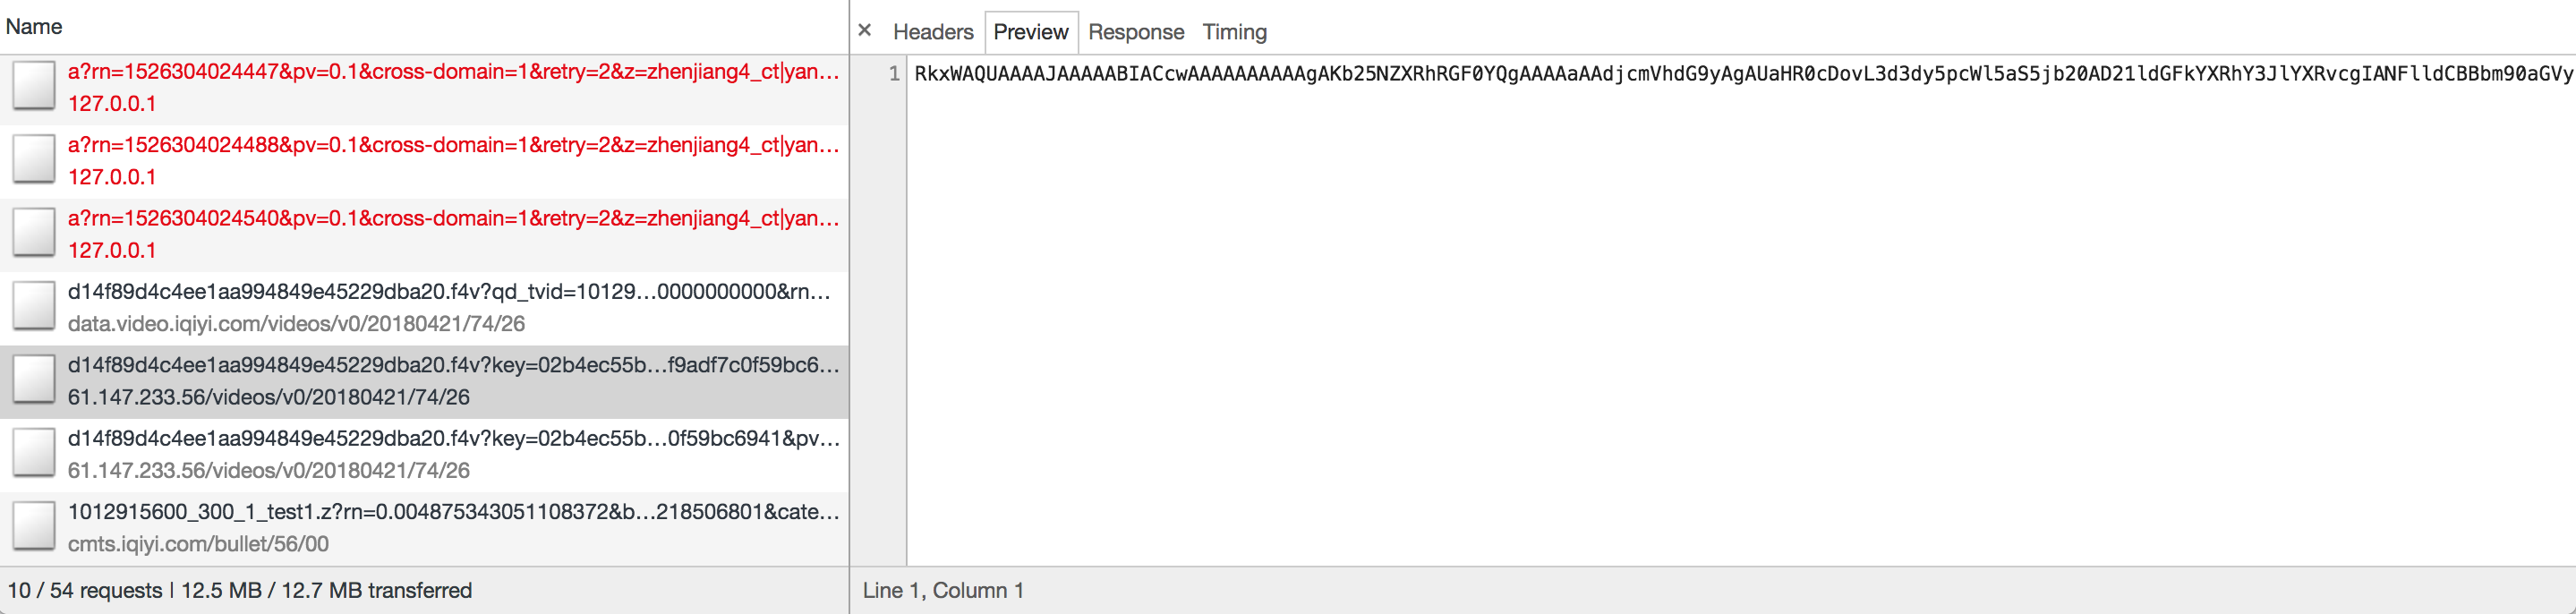 Name
a?rn=1526304024447&pv=0.1&cross-domain=1&retry=2&z=zhenjiang4_ct|yan…
127.0.0.1
a?rn=1526304024488&pv=0.1&cross-domain=1&retry=2&z=zhenjiang4_ct|yan…
127.0.0.1
a?rn=1526304024540&pv=0.1&cross-domain=1&retry=2&z=zhenjiang4_ct|yan…
127.0.0.1
d14f89d4c4ee1aa994849e45229dba20.f4v?qd_tvid=10129…0000000000&rn…
data.video.iqiyi.com/videos/v0/20180421/74/26
d14f89d4c4ee1aa994849e45229dba20.f4v?key=02b4ec55b…f9adf7c0f59bc6…
61.147.233.56/videos/v0/20180421/74/26
d14f89d4c4ee1aa994849e45229dba20.f4v?key=02b4ec55b…0f59bc6941&pv…
61.147.233.56/videos/v0/20180421/74/26
1012915600_300_1_test1.z?rn=0.004875343051108372&b…218506801&cate…
cmts.iqiyi.com/bullet/56/00
10 / 54 requests | 12.5 MB / 12.7 MB transferred
× Headers Preview Response Timing
1 RkxWAQUAAAAJAAAAABIACcwAAAAAAAAAAgAKb25NZXRhRGF0YQgAAAAaAAdjcmVhdG9yAgAUaHR0cDovL3d3dy5pcWl5aS5jb20AD21ldGFkYXRhY3JlYXRvcgIANFlldCBBbm90aGVy
Line 1, Column 1